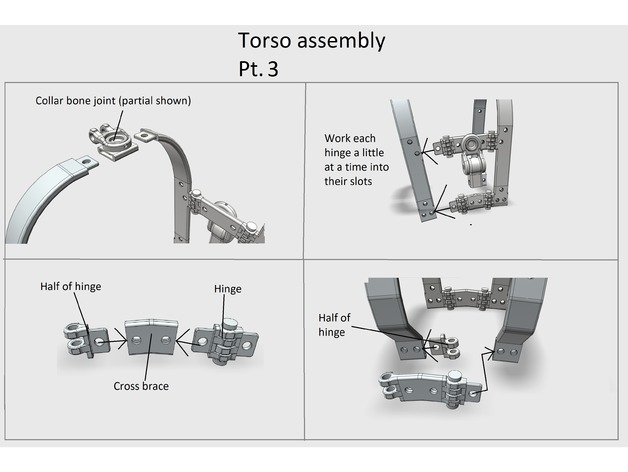 Torso assembly
Pt. 3
Collar bone joint (partial shown)
Work each
hinge a little
at a time into
their slots
Half of hinge
Hinge
Cross brace
Half of
hinge